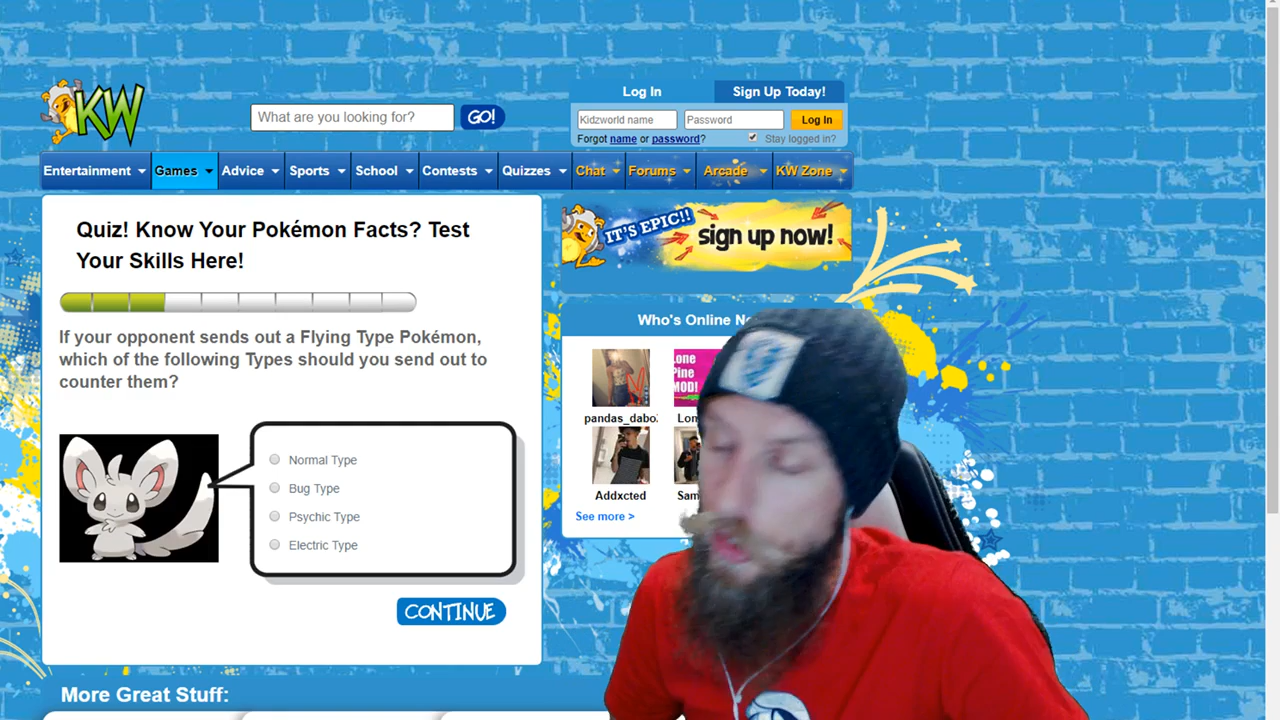 KW
What are you looking for?
GO!
Log In
Sign Up Today!
Kidzworld name
Password
Log In
Forgot name or password?
Stay logged in?
Entertainment
Games
Advice
Sports
School
Contests
Quizzes
Chat
Forums
Arcade
KW Zone
Quiz! Know Your Pokémon Facts? Test
Your Skills Here!
If your opponent sends out a Flying Type Pokémon,
which of the following Types should you send out to
counter them?
Normal Type
Bug Type
Psychic Type
Electric Type
CONTINUE
IT'S EPIC!!
sign up now!
Who's Online No
Lone
Pine
MOD!
pandas_dabo
Lon
Addxcted
Sam
See more >
More Great Stuff: